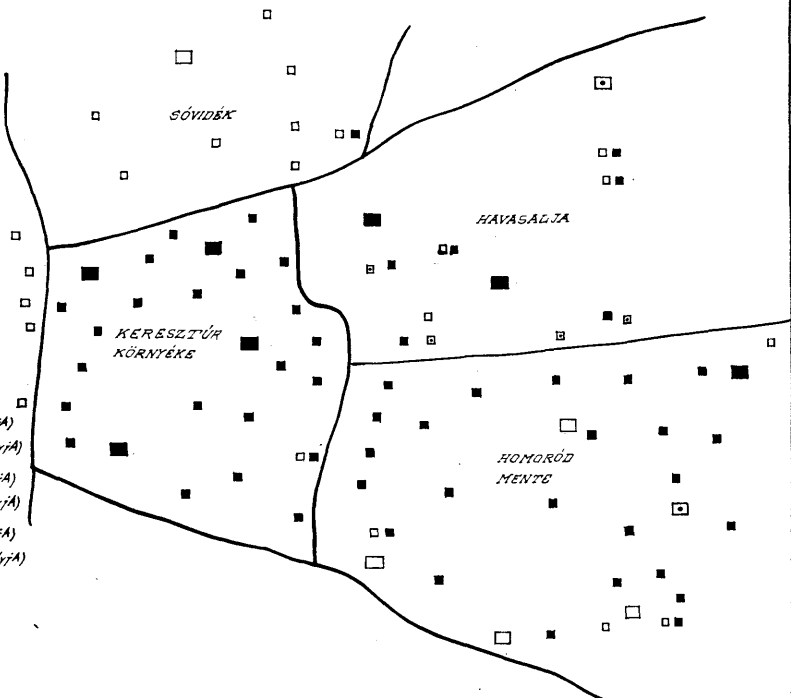 SÓVIDÉK
HAVASALJA
KERESZTÚR
KÖRNYÉKE
HOMORÓD
MENTE